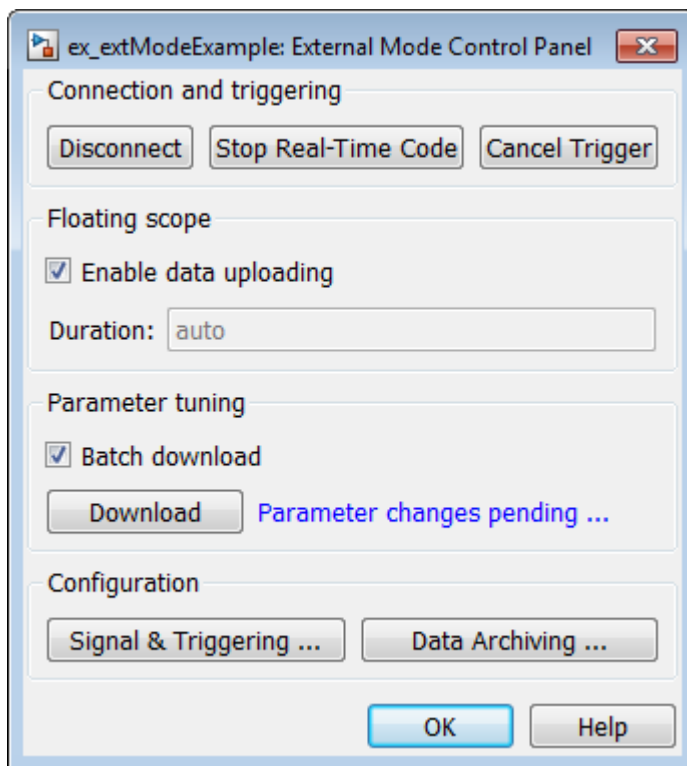 ex_extModeExample: External Mode Control Panel
Connection and triggering
Disconnect Stop Real-Time Code Cancel Trigger
Floating scope
Enable data uploading
Duration: auto
Parameter tuning
Batch download
Download Parameter changes pending ...
Configuration
Signal & Triggering ... Data Archiving ...
OK Help